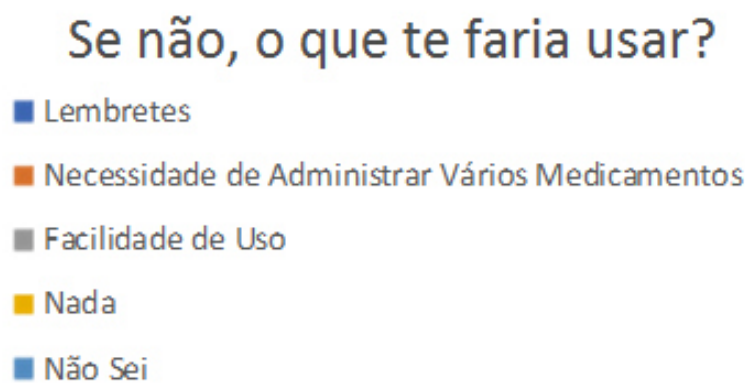 Se não, o que te faria usar?
Lembretes
Necessidade de Administrar Vários Medicamentos
Facilidade de Uso
Nada
Não Sei